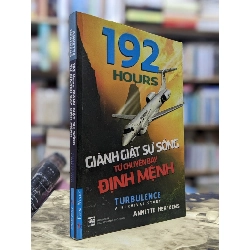 192
HOURS
GIÀNH GIẬT SỰ SỐNG
TỪ CHUYẾN BAY
ĐỊNH MỆNH
TURBULENCE
ANNETTE HERFKENS